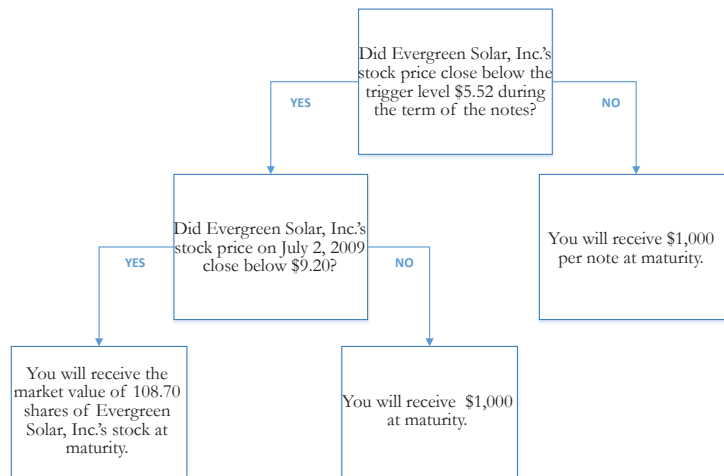 Did Evergreen Solar, Inc.'s
stock price close below the
trigger level $5.52 during
the term of the notes?
YES
NO
Did Evergreen Solar, Inc.'s
stock price on July 2, 2009
close below $9.20?
You will receive $1,000
per note at maturity.
YES
NO
You will receive the
market value of 108.70
shares of Evergreen
Solar, Inc.'s stock at
maturity.
You will receive $1,000
at maturity.